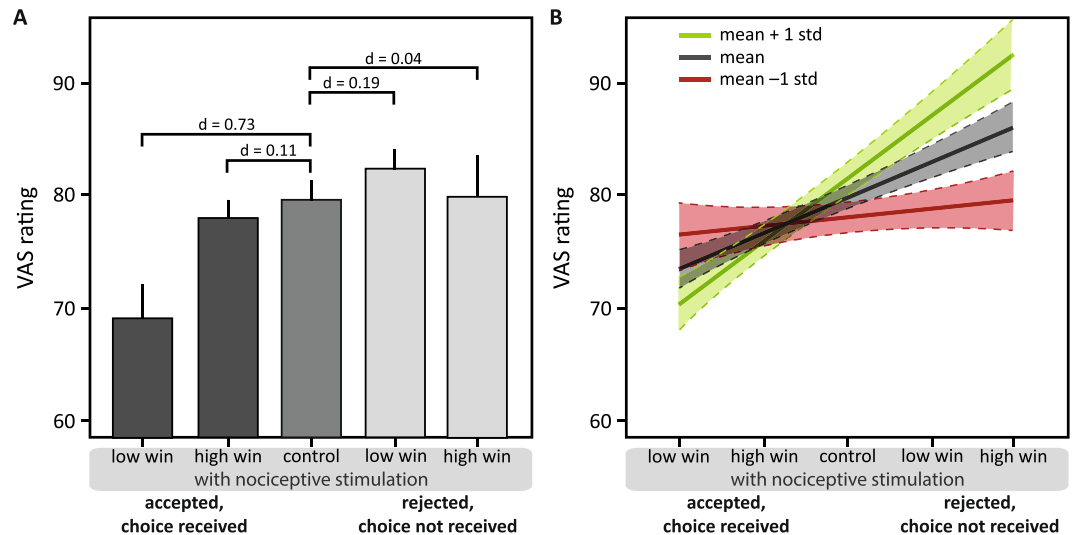 A
90
80
70
60
VAS rating
d = 0.04
d = 0.19
d = 0.73
d = 0.11
low win high win control low win high win
with nociceptive stimulation
accepted, rejected,
choice received choice not received
B
mean + 1 std
mean
mean –1 std
90
80
70
60
VAS rating
low win high win control low win high win
with nociceptive stimulation
accepted, rejected,
choice received choice not received